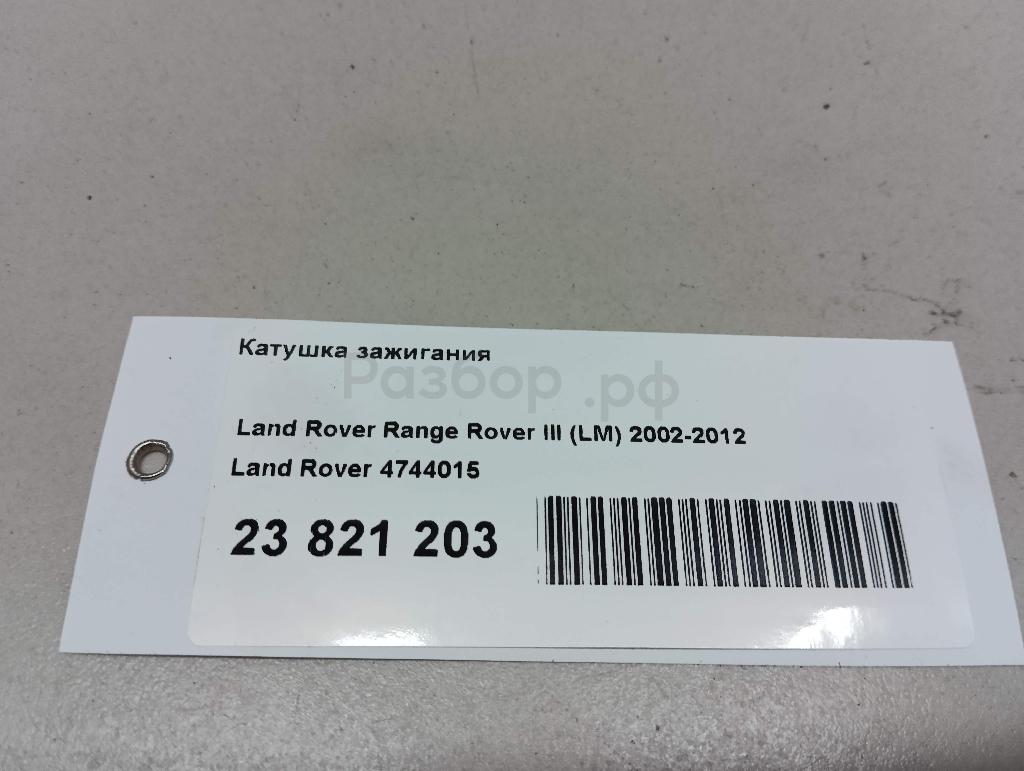 Катушка зажигания
Разбор.рф
Land Rover Range Rover III (LM) 2002-2012
Land Rover 4744015
23 821 203